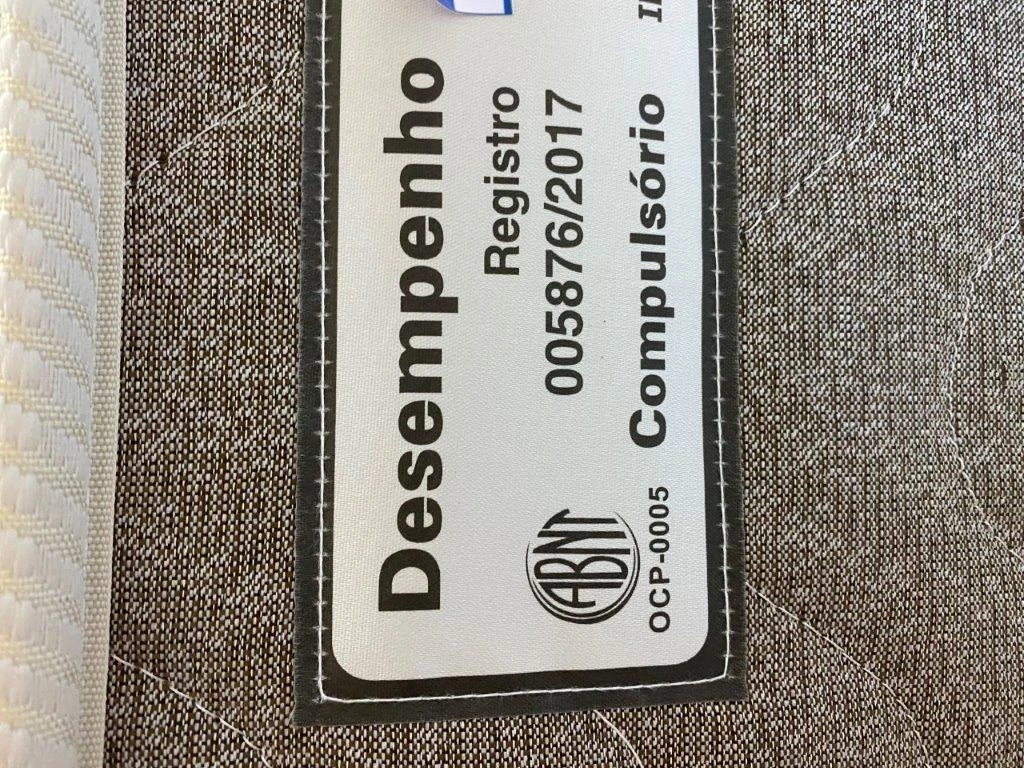 Desempenho
Registro
005876/2017
ABNT
OCP-0005
Compulsório